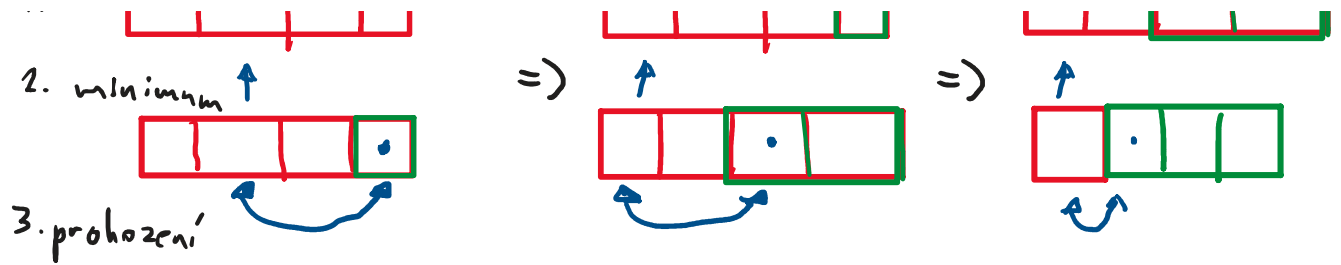 2. minimum
=>
=>
3. prohození